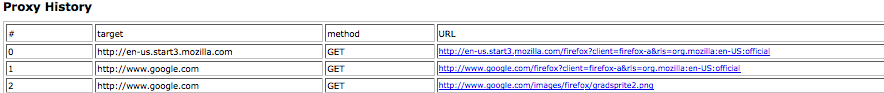 Proxy History
# target method URL
0 http://en-us.start3.mozilla.com GET http://en-us.start3.mozilla.com/firefox?client=firefox-a&rls=org.mozilla:en-US:official
1 http://www.google.com GET http://www.google.com/firefox?client=firefox-a&rls=org.mozilla:en-US:official
2 http://www.google.com GET http://www.google.com/images/firefox/gradsprite2.png